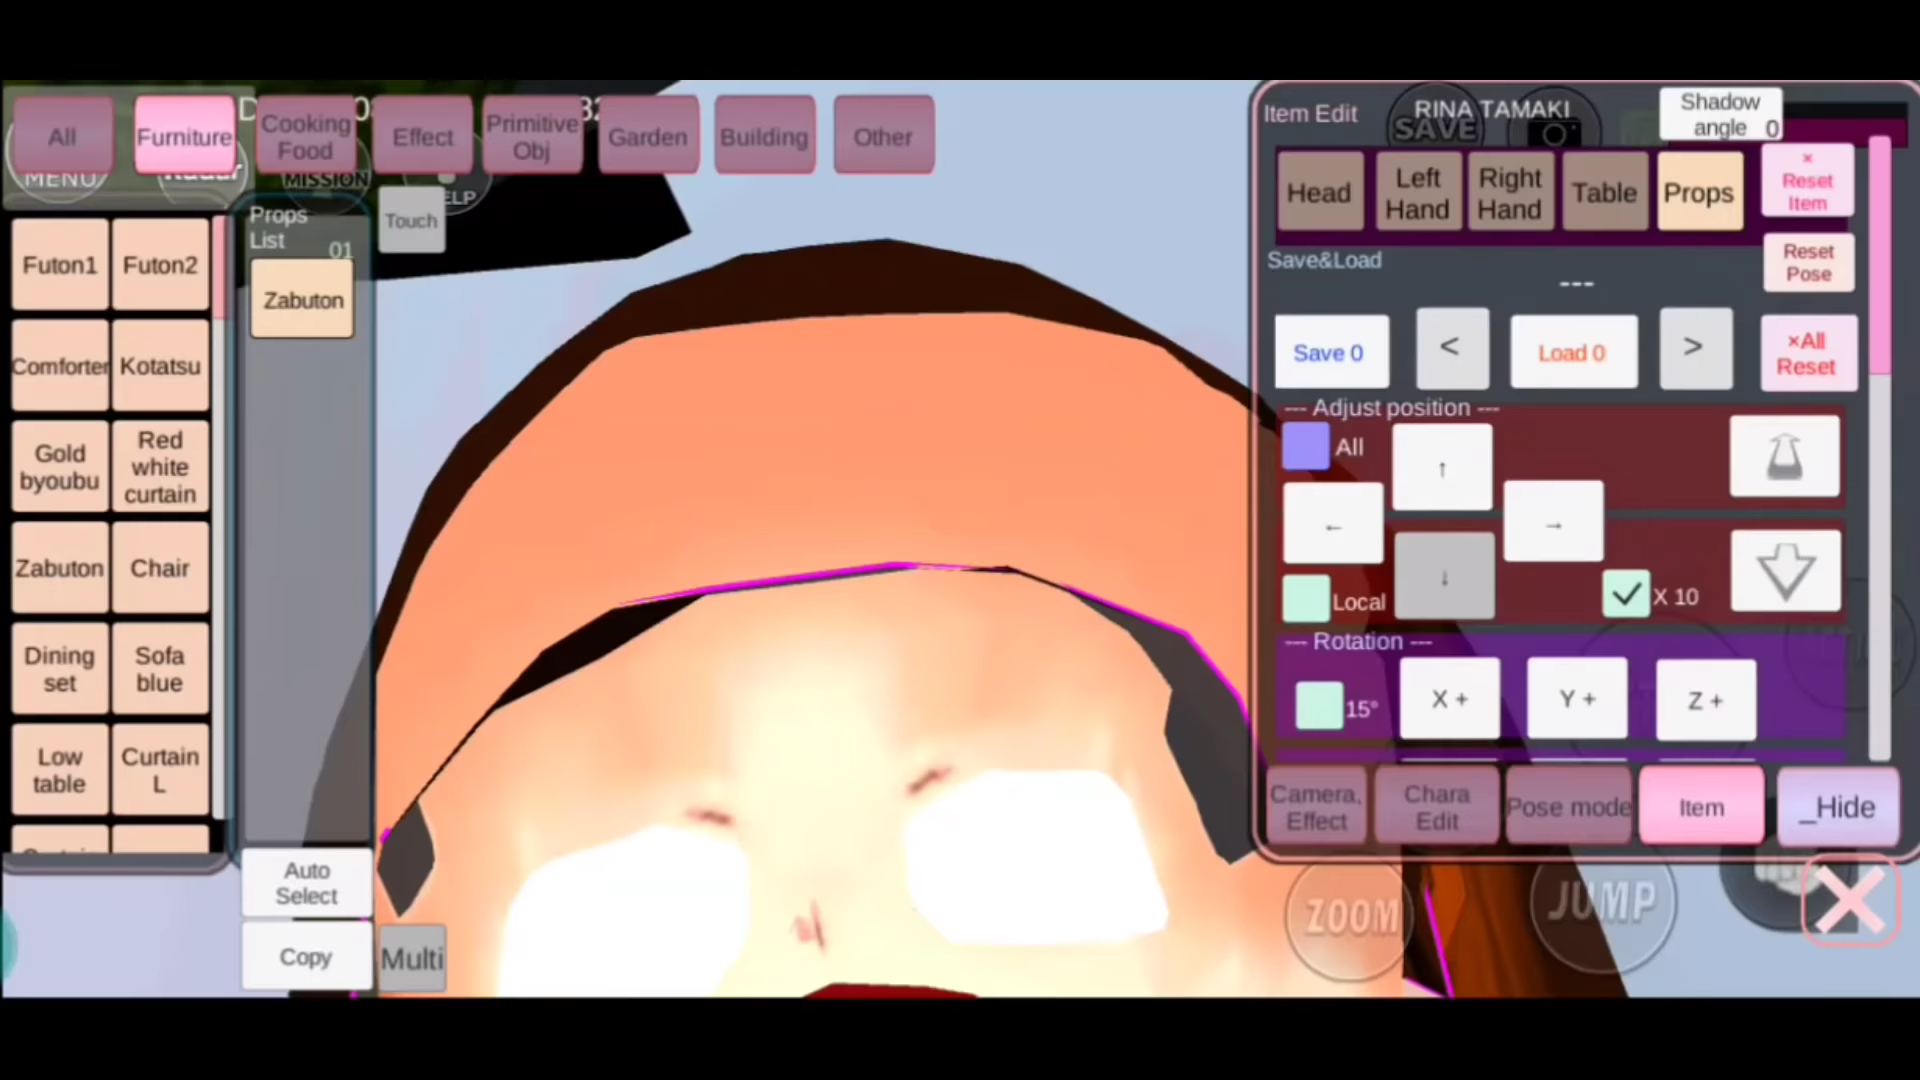 All
Furniture
Cooking
Food
Effect
Primitive
Obj
Garden
Building
Other
MENU
Radar
MISSION
ELP
Touch
Props
List
01
Zabuton
Futon1
Futon2
Comforter
Kotatsu
Gold
byoubu
Red
white
curtain
Zabuton
Chair
Dining
set
Sofa
blue
Low
table
Curtain
L
Auto
Select
Copy
Multi
Item Edit
RINA TAMAKI
SAVE
Shadow
angle 0
Head
Left
Hand
Right
Hand
Table
Props
×
Reset
Item
Save&Load
---
Reset
Pose
Save 0
<
Load 0
>
×All
Reset
--- Adjust position ---
All
↑
←
→
↓
Local
X 10
--- Rotation ---
15°
X +
Y +
Z +
Camera,
Effect
Chara
Edit
Pose mode
Item
_Hide
ZOOM
JUMP